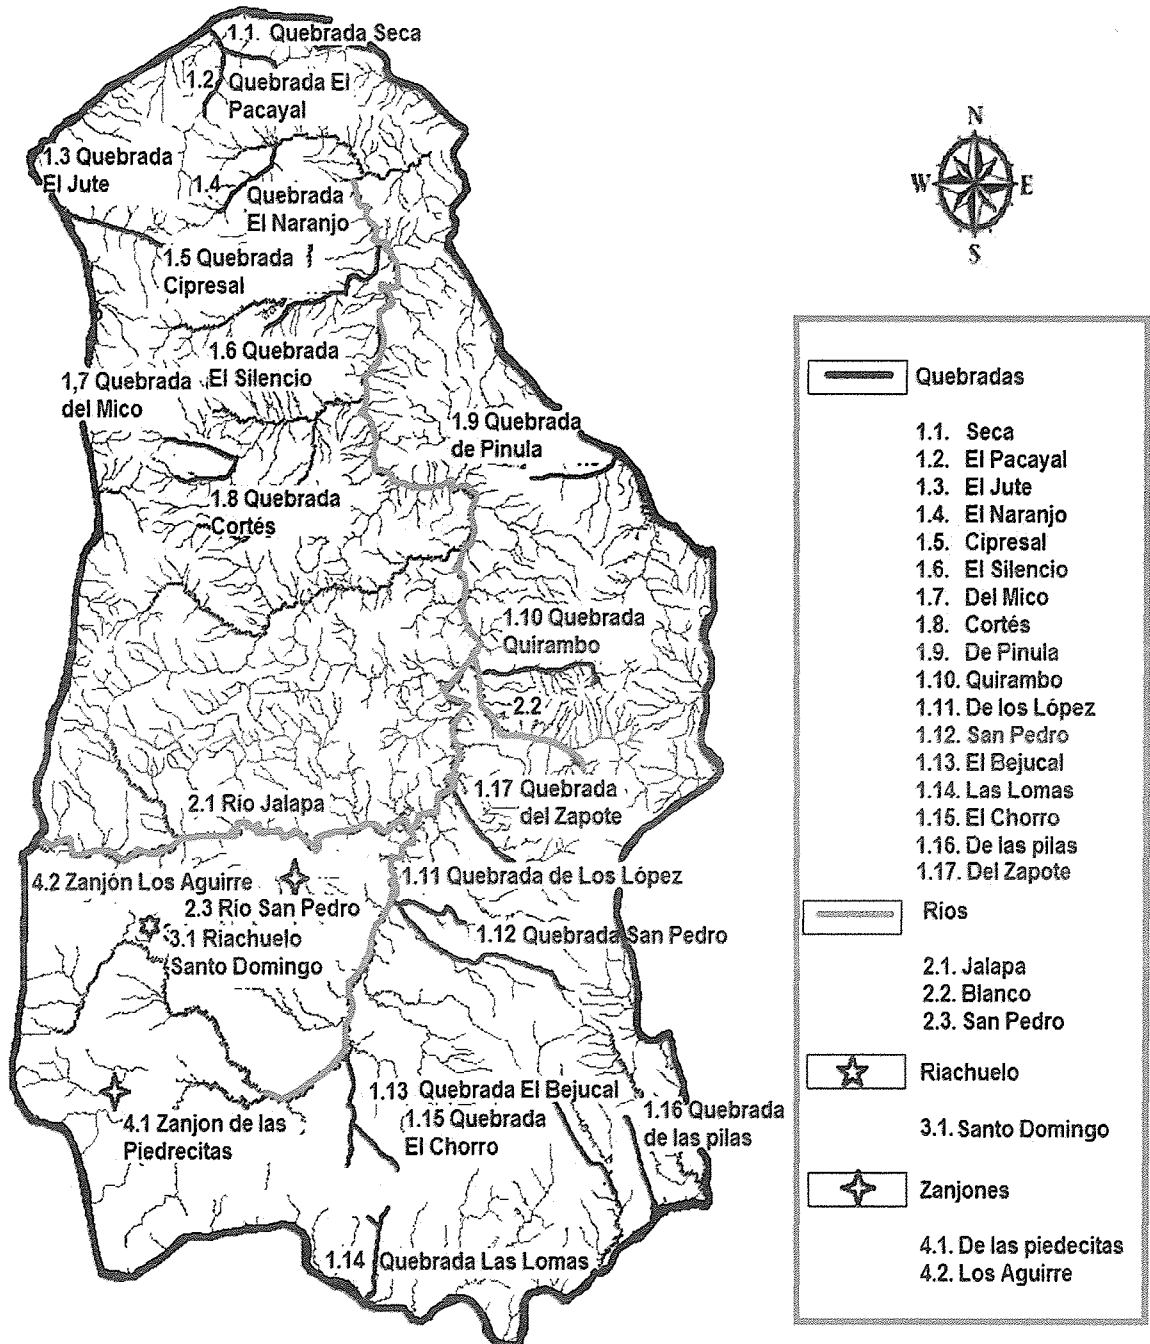 1.1. Quebrada Seca
1.2 Quebrada El
Pacayal
1.3 Quebrada
El Jute
1.4
Quebrada
El Naranjo
1.5 Quebrada
Cipresal
1.6 Quebrada
El Silencio
1,7 Quebrada
del Mico
1.9 Quebrada
de Pinula
1.8 Quebrada
Cortés
1.10 Quebrada
Quirambo
2.2
1.17 Quebrada
del Zapote
2.1 Río Jalapa
4.2 Zanjón Los Aguirre
1.11 Quebrada de Los López
2.3 Río San Pedro
3.1 Riachuelo
Santo Domingo
1.12 Quebrada San Pedro
1.13 Quebrada El Bejucal
1.15 Quebrada
El Chorro
1.16 Quebrada
de las pilas
4.1 Zanjon de las
Piedrecitas
1.14 Quebrada Las Lomas
N
W E
S
Quebradas
1.1. Seca
1.2. El Pacayal
1.3. El Jute
1.4. El Naranjo
1.5. Cipresal
1.6. El Silencio
1.7. Del Mico
1.8. Cortés
1.9. De Pinula
1.10. Quirambo
1.11. De los López
1.12. San Pedro
1.13. El Bejucal
1.14. Las Lomas
1.15. El Chorro
1.16. De las pilas
1.17. Del Zapote
Ríos
2.1. Jalapa
2.2. Blanco
2.3. San Pedro
Riachuelo
3.1. Santo Domingo
Zanjones
4.1. De las piedecitas
4.2. Los Aguirre